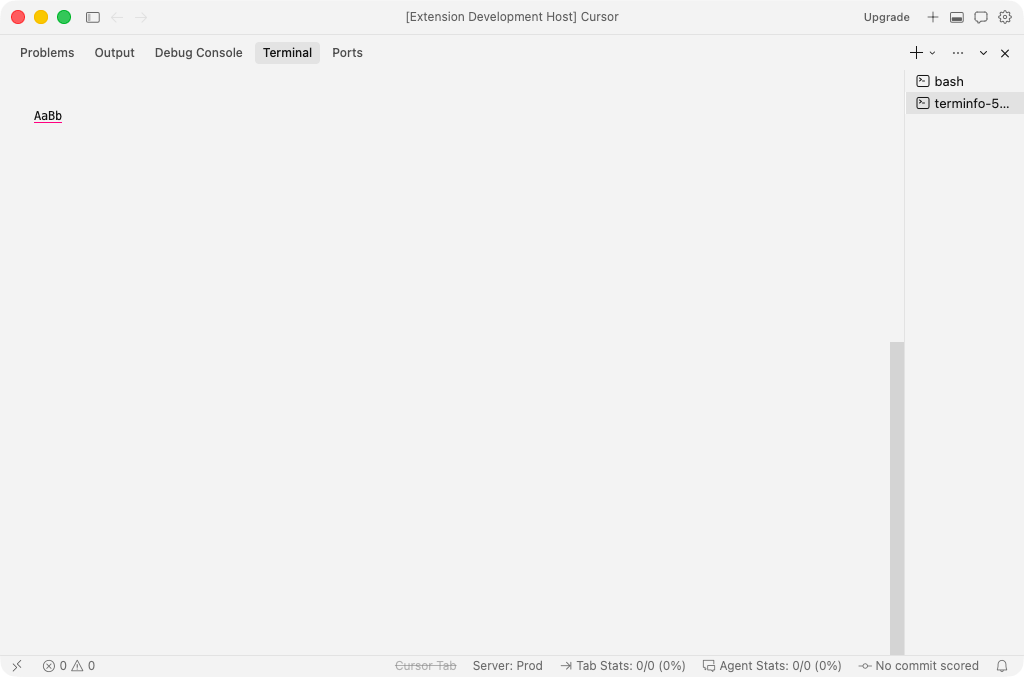 [Extension Development Host] Cursor
Upgrade
Problems Output Debug Console Terminal Ports
bash
terminfo-5...
AaBb
0 0 Cursor Tab Server: Prod Tab Stats: 0/0 (0%) Agent Stats: 0/0 (0%) No commit scored